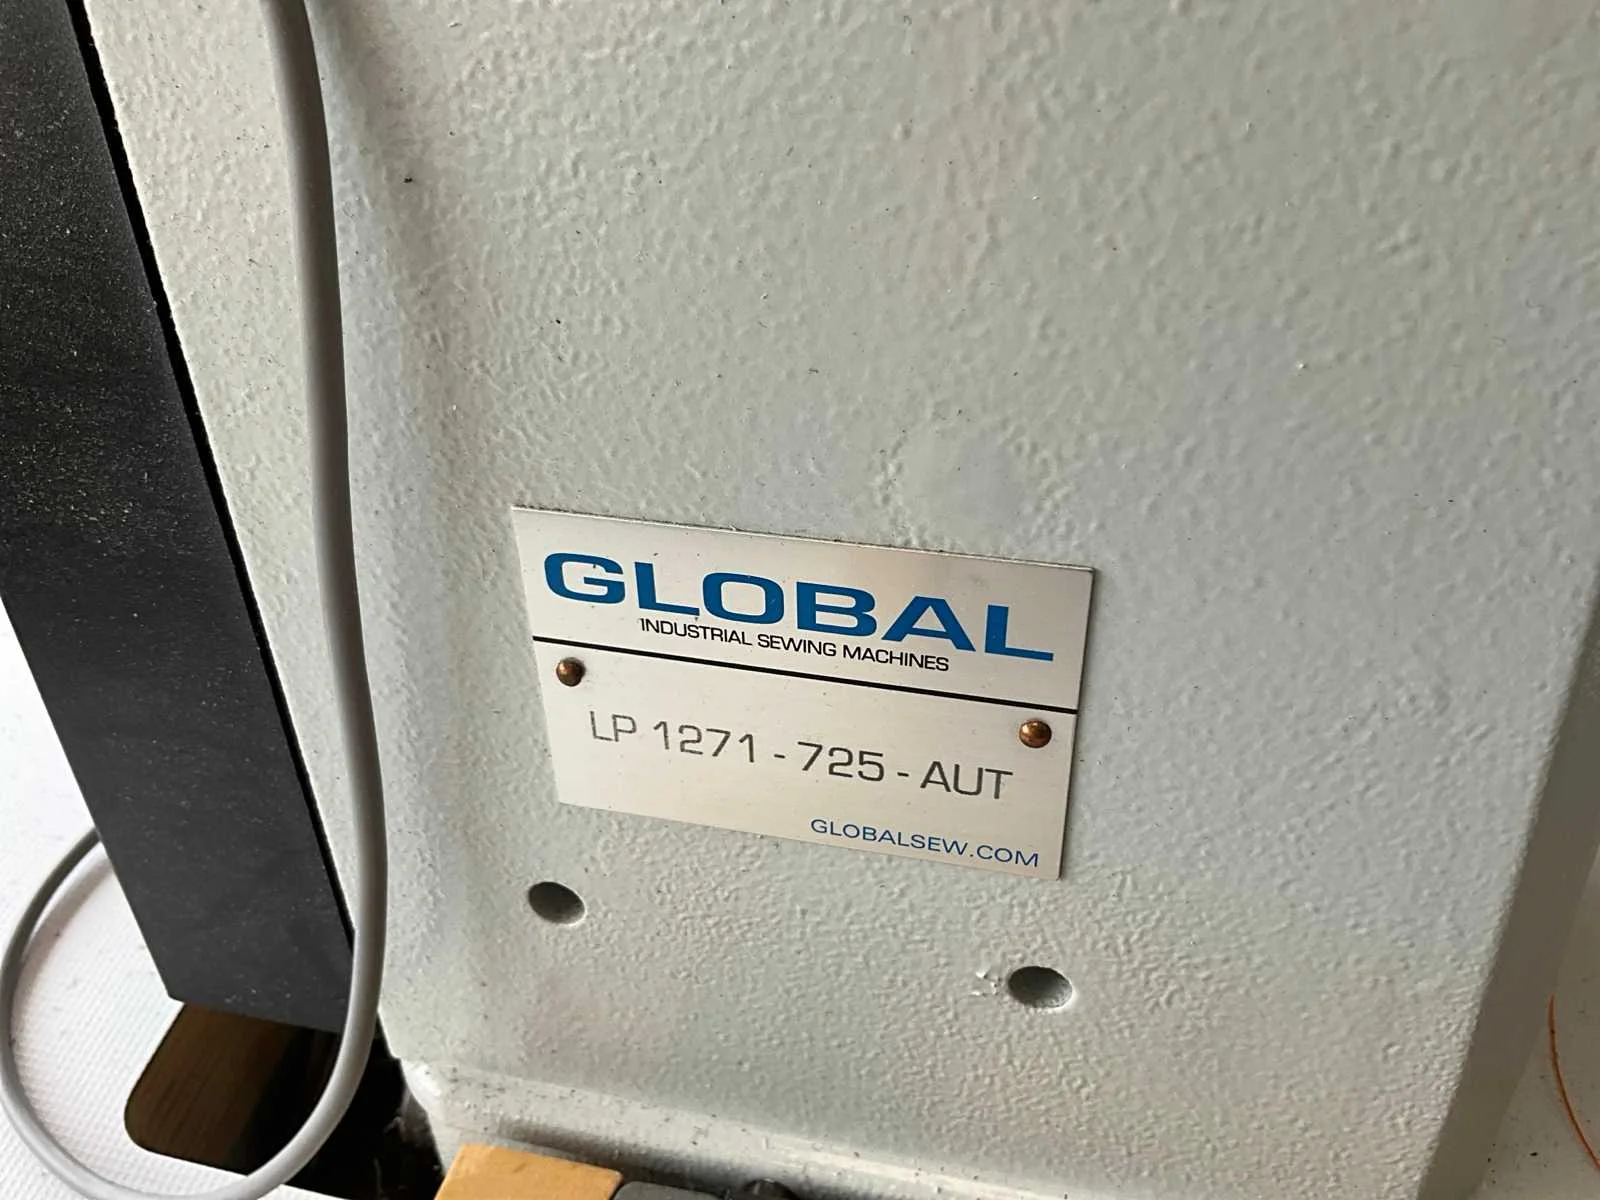 GLOBAL
INDUSTRIAL SEWING MACHINES
LP 1271 - 725 - AUT
GLOBALSEW.COM